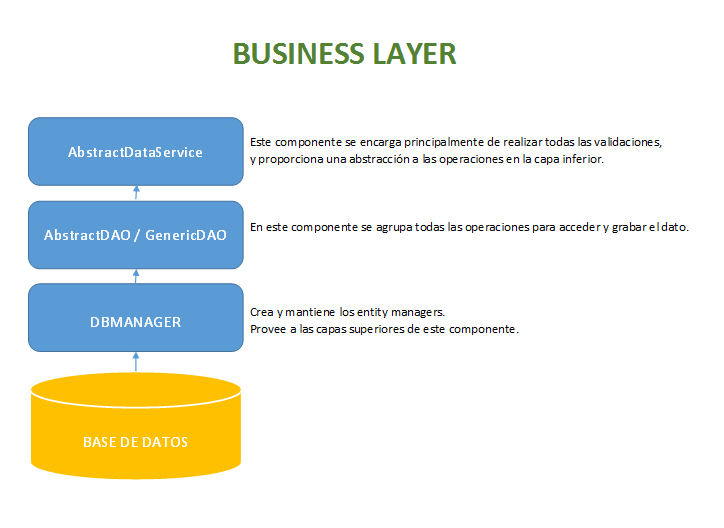 BUSINESS LAYER
AbstractDataService
Este componente se encarga principalmente de realizar todas las validaciones,
y proporciona una abstracción a las operaciones en la capa inferior.
AbstractDAO / GenericDAO
En este componente se agrupa todas las operaciones para acceder y grabar el dato.
DBMANAGER
Crea y mantiene los entity managers.
Provee a las capas superiores de este componente.
BASE DE DATOS